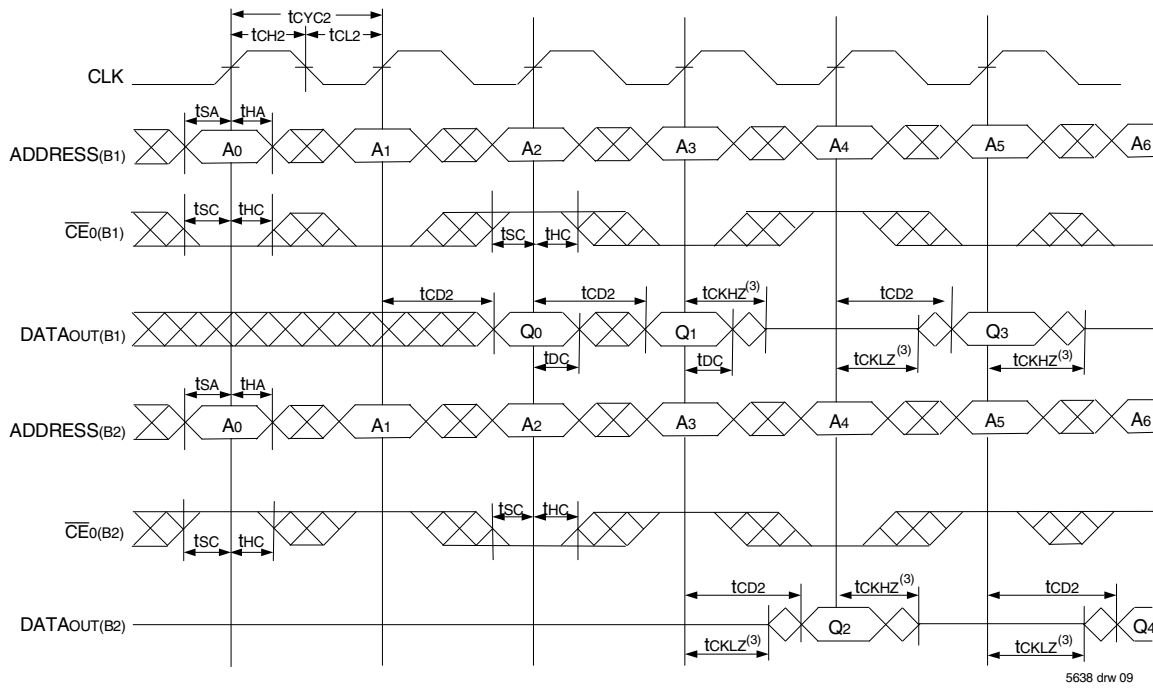 tCYC2
tCH2 tCL2
CLK
tSA tHA
ADDRESS(B1) A0 A1 A2 A3 A4 A5 A6
tSC tHC
CE0(B1)
tSC tHC
tCD2 tCD2 tCKHZ(3) tCD2
DATAOUT(B1) Q0 Q1 Q3
tDC tDC tCKLZ(3) tCKHZ(3)
tSA tHA
ADDRESS(B2) A0 A1 A2 A3 A4 A5 A6
tSC tHC
CE0(B2)
tSC tHC
tCD2 tCKHZ(3) tCD2
DATAOUT(B2) Q2 Q4
tCKLZ(3) tCKLZ(3)
5638 drw 09